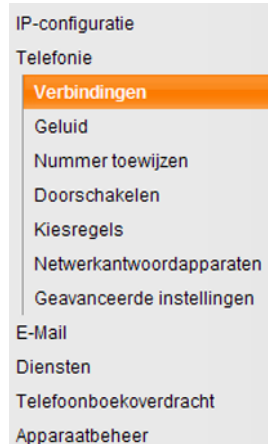 IP-configuratie
Telefonie
Verbindingen
Geluid
Nummer toewijzen
Doorschakelen
Kiesregels
Netwerkantwoordapparaten
Geavanceerde instellingen
E-Mail
Diensten
Telefoonboekoverdracht
Apparaatbeheer